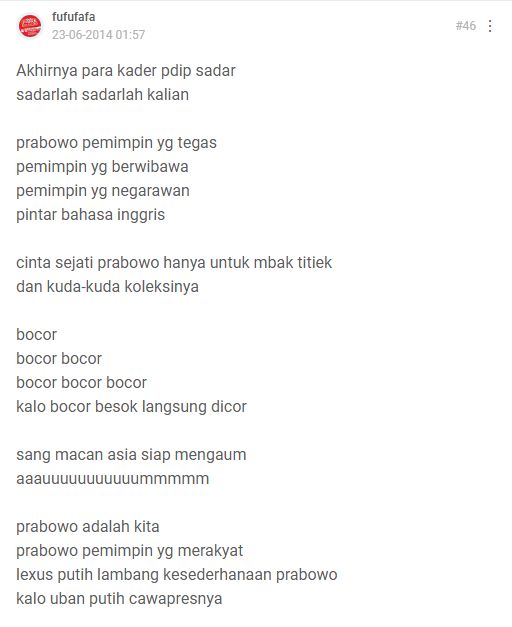 fufufafa
23-06-2014 01:57
#46
Akhirnya para kader pdip sadar
sadarlah sadarlah kalian
prabowo pemimpin yg tegas
pemimpin yg berwibawa
pemimpin yg negarawan
pintar bahasa inggris
cinta sejati prabowo hanya untuk mbak titiek
dan kuda-kuda koleksinya
bocor
bocor bocor
bocor bocor bocor
kalo bocor besok langsung dicor
sang macan asia siap mengaum
aaauuuuuuuuuuummmmm
prabowo adalah kita
prabowo pemimpin yg merakyat
lexus putih lambang kesederhanaan prabowo
kalo uban putih cawapresnya